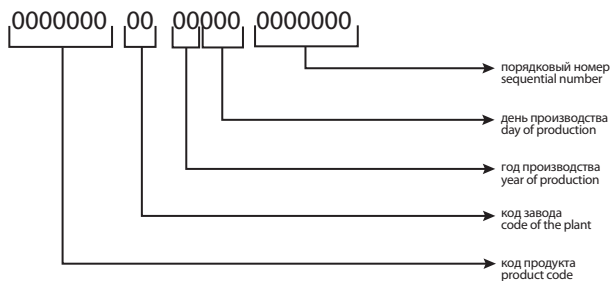 0000000 00 00000 0000000
порядковый номер
sequential number
день производства
day of production
год производства
year of production
код завода
code of the plant
код продукта
product code